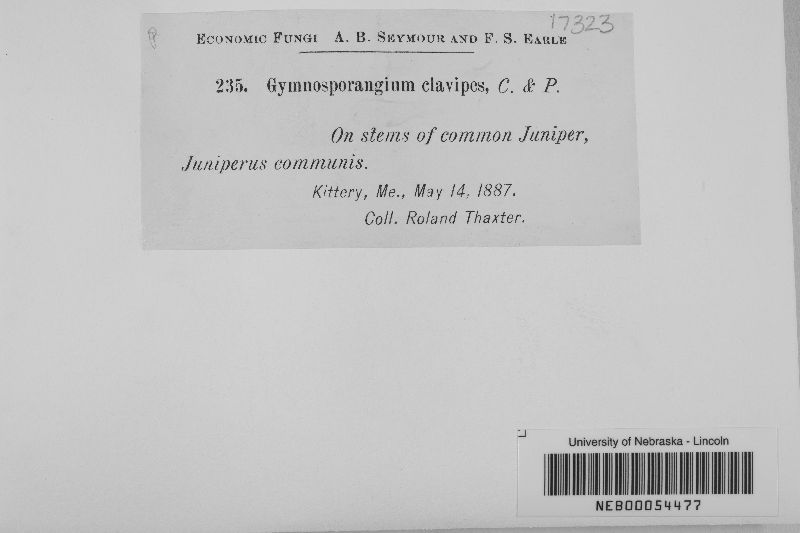 17323
Economic Fungi A. B. Seymour and F. S. Earle
235. Gymnosporangium clavipes, C. & P.
On stems of common Juniper,
Juniperus communis.
Kittery, Me., May 14, 1887.
Coll. Roland Thaxter.
University of Nebraska - Lincoln
NEB00054477